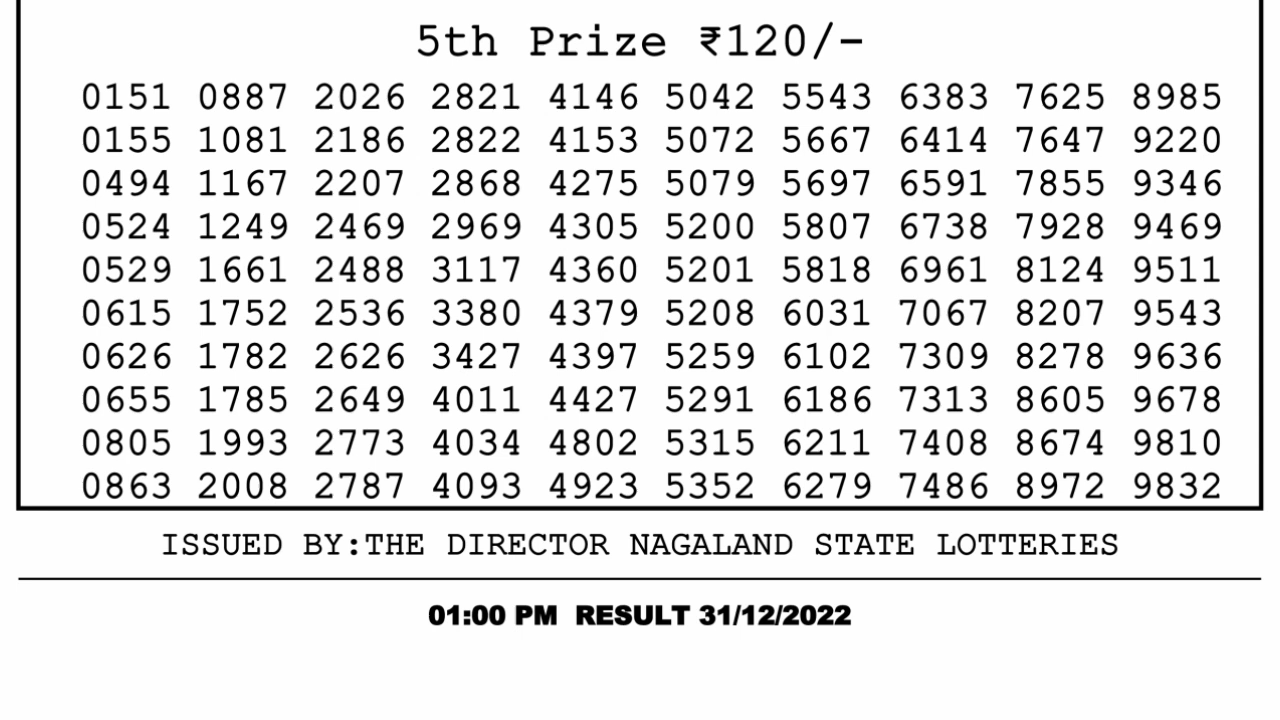 5th Prize ₹120/-
0151 0887 2026 2821 4146 5042 5543 6383 7625 8985
0155 1081 2186 2822 4153 5072 5667 6414 7647 9220
0494 1167 2207 2868 4275 5079 5697 6591 7855 9346
0524 1249 2469 2969 4305 5200 5807 6738 7928 9469
0529 1661 2488 3117 4360 5201 5818 6961 8124 9511
0615 1752 2536 3380 4379 5208 6031 7067 8207 9543
0626 1782 2626 3427 4397 5259 6102 7309 8278 9636
0655 1785 2649 4011 4427 5291 6186 7313 8605 9678
0805 1993 2773 4034 4802 5315 6211 7408 8674 9810
0863 2008 2787 4093 4923 5352 6279 7486 8972 9832
ISSUED BY:THE DIRECTOR NAGALAND STATE LOTTERIES
01:00 PM RESULT 31/12/2022